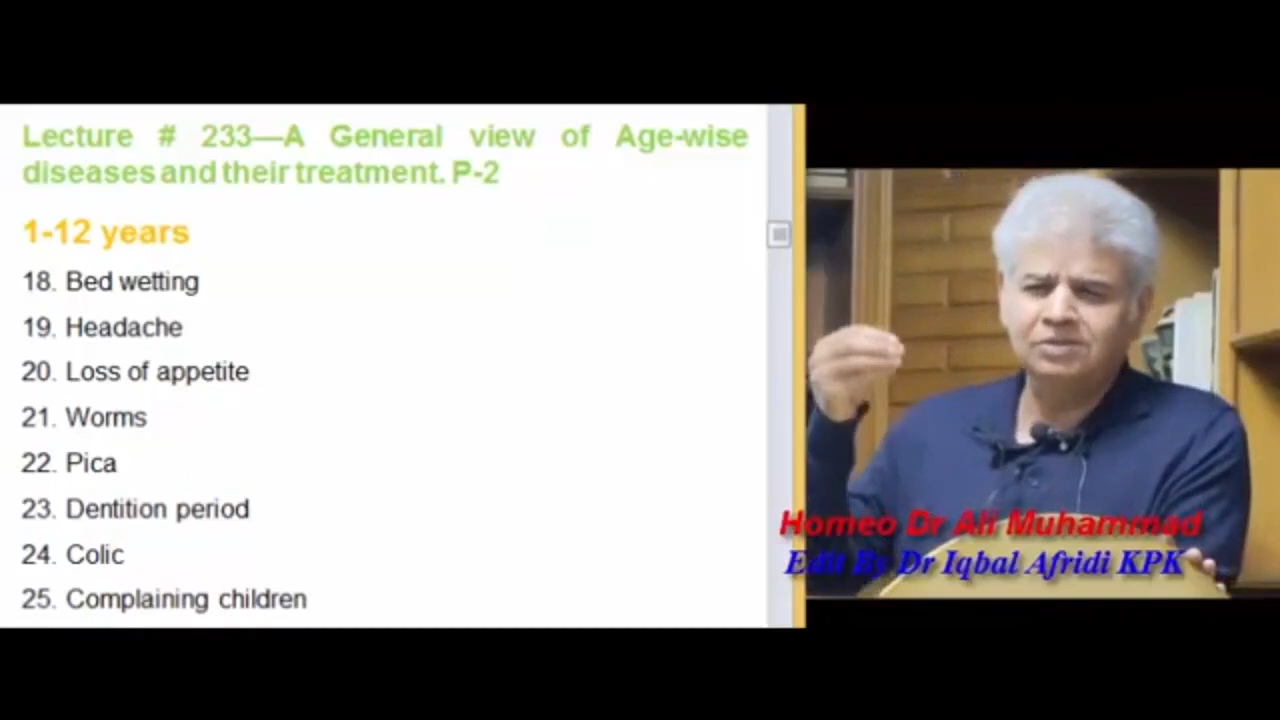 Lecture # 233—A General view of Age-wise
diseases and their treatment. P-2
1-12 years
18. Bed wetting
19. Headache
20. Loss of appetite
21. Worms
22. Pica
23. Dentition period
24. Colic
25. Complaining children
Homeo Dr Ali Muhammad
Edit By Dr Iqbal Afridi KPK